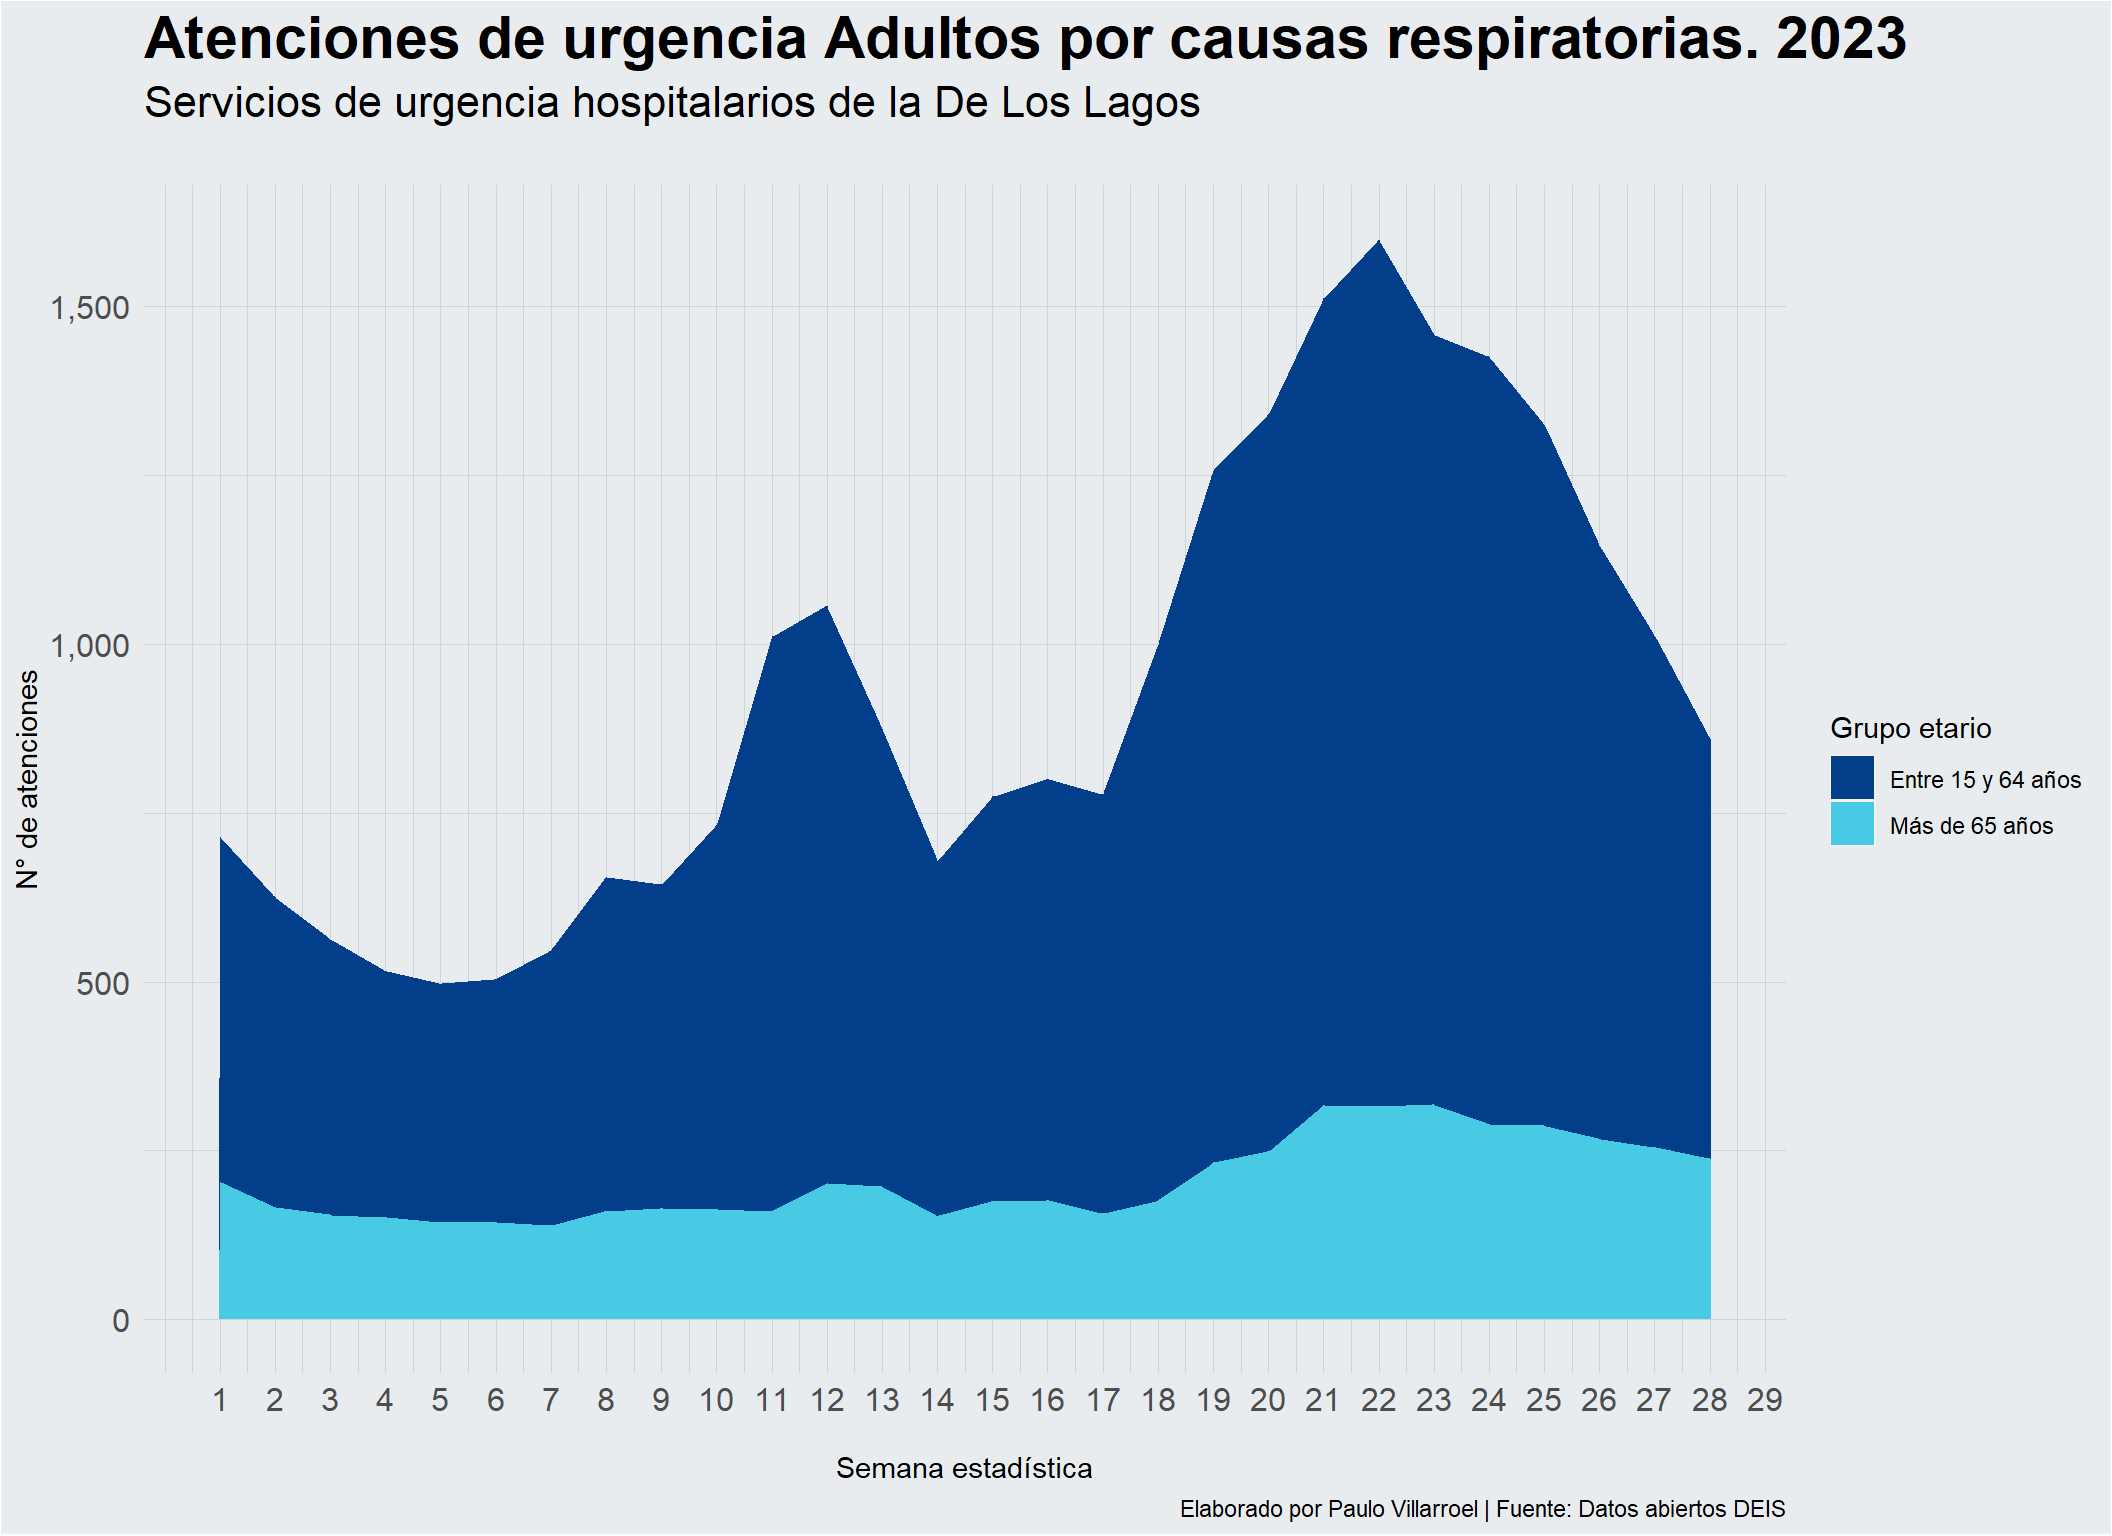 Atenciones de urgencia Adultos por causas respiratorias. 2023
Servicios de urgencia hospitalarios de la De Los Lagos
1,500
1,000
500
0
N° de atenciones
1 2 3 4 5 6 7 8 9 10 11 12 13 14 15 16 17 18 19 20 21 22 23 24 25 26 27 28 29
Semana estadística
Grupo etario
Entre 15 y 64 años
Más de 65 años
Elaborado por Paulo Villarroel | Fuente: Datos abiertos DEIS